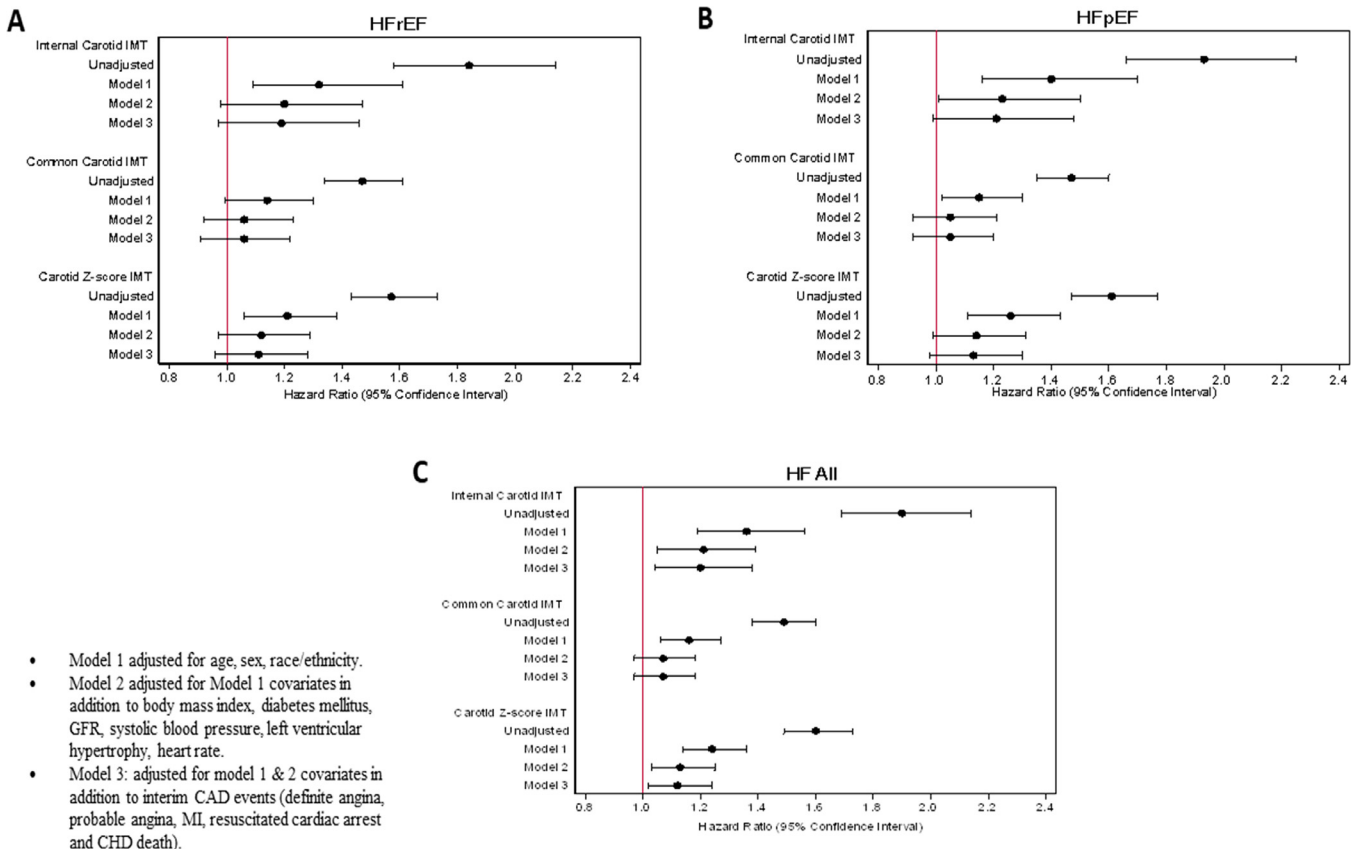 A
HFrEF
Internal Carotid IMT
Unadjusted
Model 1
Model 2
Model 3
Common Carotid IMT
Unadjusted
Model 1
Model 2
Model 3
Carotid Z-score IMT
Unadjusted
Model 1
Model 2
Model 3
0.8 1.0 1.2 1.4 1.6 1.8 2.0 2.2 2.4
Hazard Ratio (95% Confidence Interval)
B
HFpEF
Internal Carotid IMT
Unadjusted
Model 1
Model 2
Model 3
Common Carotid IMT
Unadjusted
Model 1
Model 2
Model 3
Carotid Z-score IMT
Unadjusted
Model 1
Model 2
Model 3
0.8 1.0 1.2 1.4 1.6 1.8 2.0 2.2 2.4
Hazard Ratio (95% Confidence Interval)
C
HF All
Internal Carotid IMT
Unadjusted
Model 1
Model 2
Model 3
Common Carotid IMT
Unadjusted
Model 1
Model 2
Model 3
Carotid Z-score IMT
Unadjusted
Model 1
Model 2
Model 3
0.8 1.0 1.2 1.4 1.6 1.8 2.0 2.2 2.4
Hazard Ratio (95% Confidence Interval)
• Model 1 adjusted for age, sex, race/ethnicity.
• Model 2 adjusted for Model 1 covariates in
addition to body mass index, diabetes mellitus,
GFR, systolic blood pressure, left ventricular
hypertrophy, heart rate.
• Model 3: adjusted for model 1 & 2 covariates in
addition to interim CAD events (definite angina,
probable angina, MI, resuscitated cardiac arrest
and CHD death).